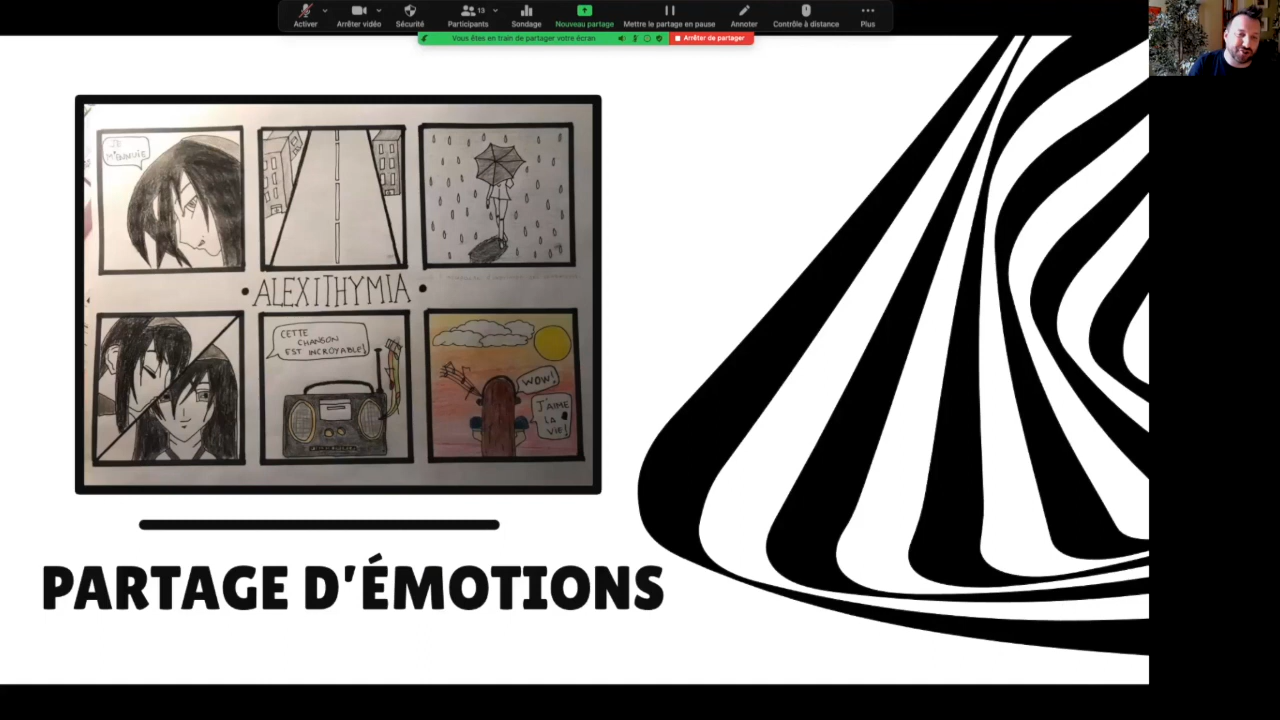 Activer
Arrêter vidéo
Sécurité
Participants
13
Sondage
Nouveau partage
Mettre le partage en pause
Annoter
Contrôle à distance
Plus
Vous êtes en train de partager votre écran
Arrêter de partager
JE
M'ENNUIE
• ALEXITHYMIA •
CETTE
CHANSON
EST INCROYABLE!
WOW!
J'AIME
LA
VIE!
PARTAGE D'ÉMOTIONS